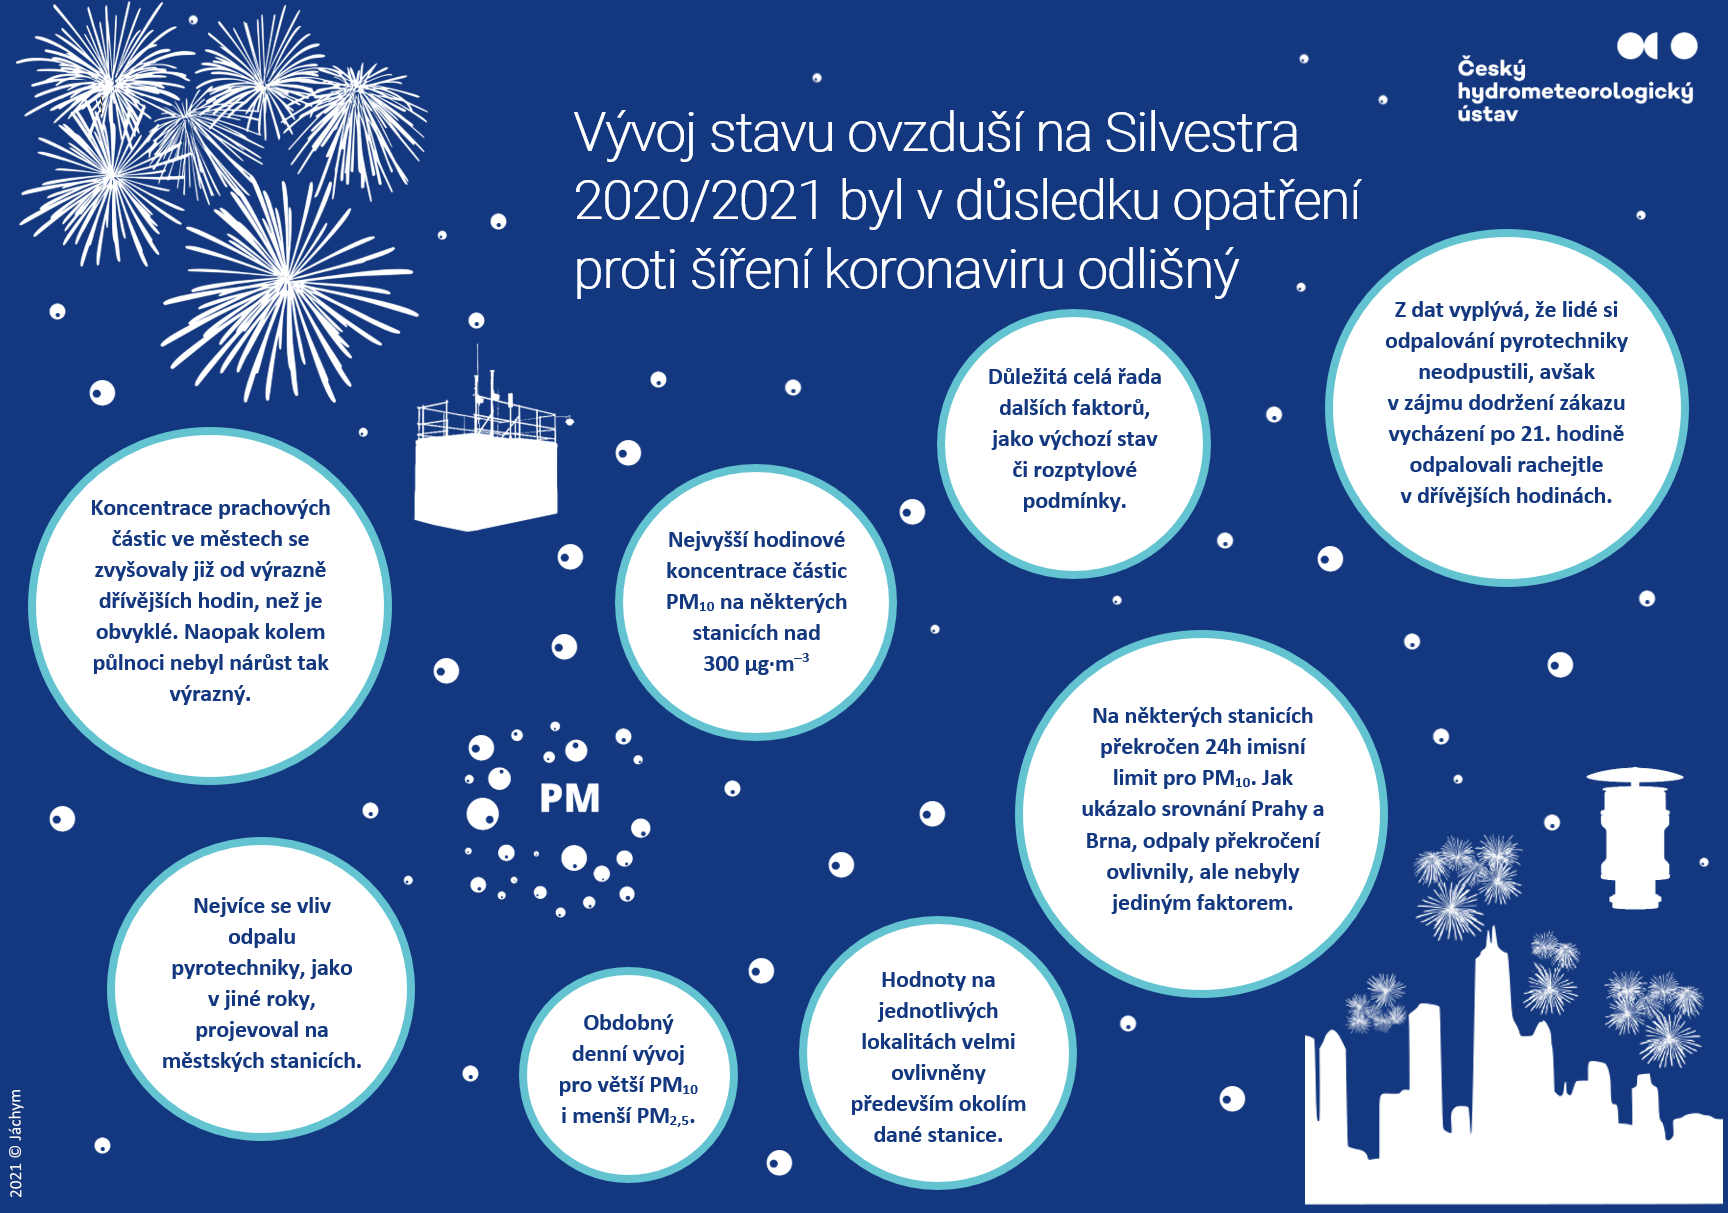 Český
hydrometeorologický
ústav
Vývoj stavu ovzduší na Silvestra
2020/2021 byl v důsledku opatření
proti šíření koronaviru odlišný
Z dat vyplývá, že lidé si
odpalování pyrotechniky
neodpustili, avšak
v zájmu dodržení zákazu
vycházení po 21. hodině
odpalovali rachejtle
v dřívějších hodinách.
Důležitá celá řada
dalších faktorů,
jako výchozí stav
či rozptylové
podmínky.
Koncentrace prachových
částic ve městech se
zvyšovaly již od výrazně
dřívějších hodin, než je
obvyklé. Naopak kolem
půlnoci nebyl nárůst tak
výrazný.
Nejvyšší hodinové
koncentrace částic
PM₁₀ na některých
stanicích nad
300 µg·m⁻³
Na některých stanicích
překročen 24h imisní
limit pro PM₁₀. Jak
ukázalo srovnání Prahy a
Brna, odpaly překročení
ovlivnily, ale nebyly
jediným faktorem.
PM
Nejvíce se vliv
odpalu
pyrotechniky, jako
v jiné roky,
projevoval na
městských stanicích.
Obdobný
denní vývoj
pro větší PM₁₀
i menší PM₂,₅.
Hodnoty na
jednotlivých
lokalitách velmi
ovlivněny
především okolím
dané stanice.
2021 © Jáchym